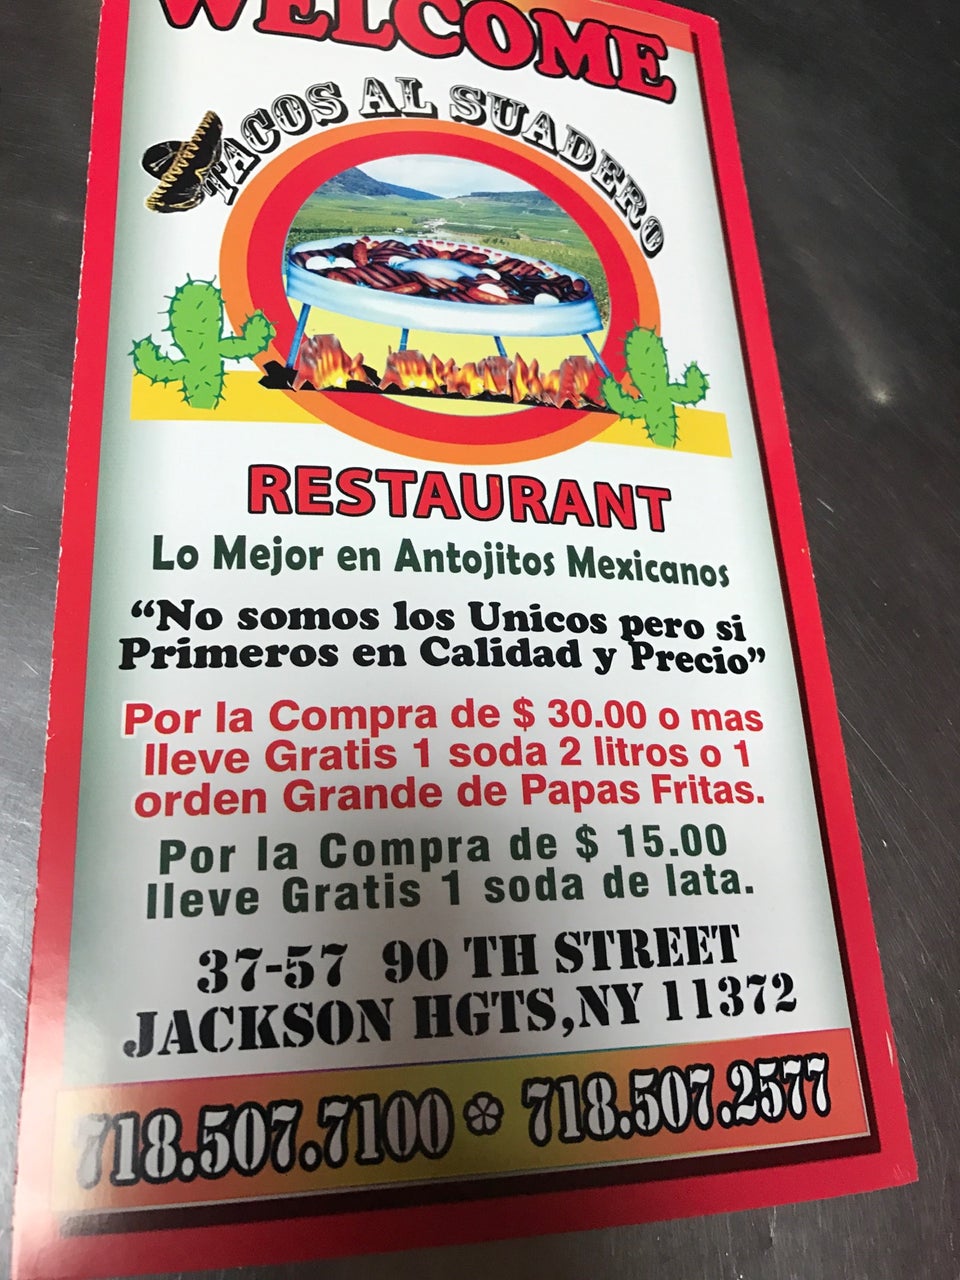 WELCOME
TACOS AL SUADERO
RESTAURANT
Lo Mejor en Antojitos Mexicanos
“No somos los Unicos pero si
Primeros en Calidad y Precio”
Por la Compra de $ 30.00 o mas
lleve Gratis 1 soda 2 litros o 1
orden Grande de Papas Fritas.
Por la Compra de $ 15.00
lleve Gratis 1 soda de lata.
37-57 90 TH STREET
JACKSON HGTS,NY 11372
718.507.7100 * 718.507.2577